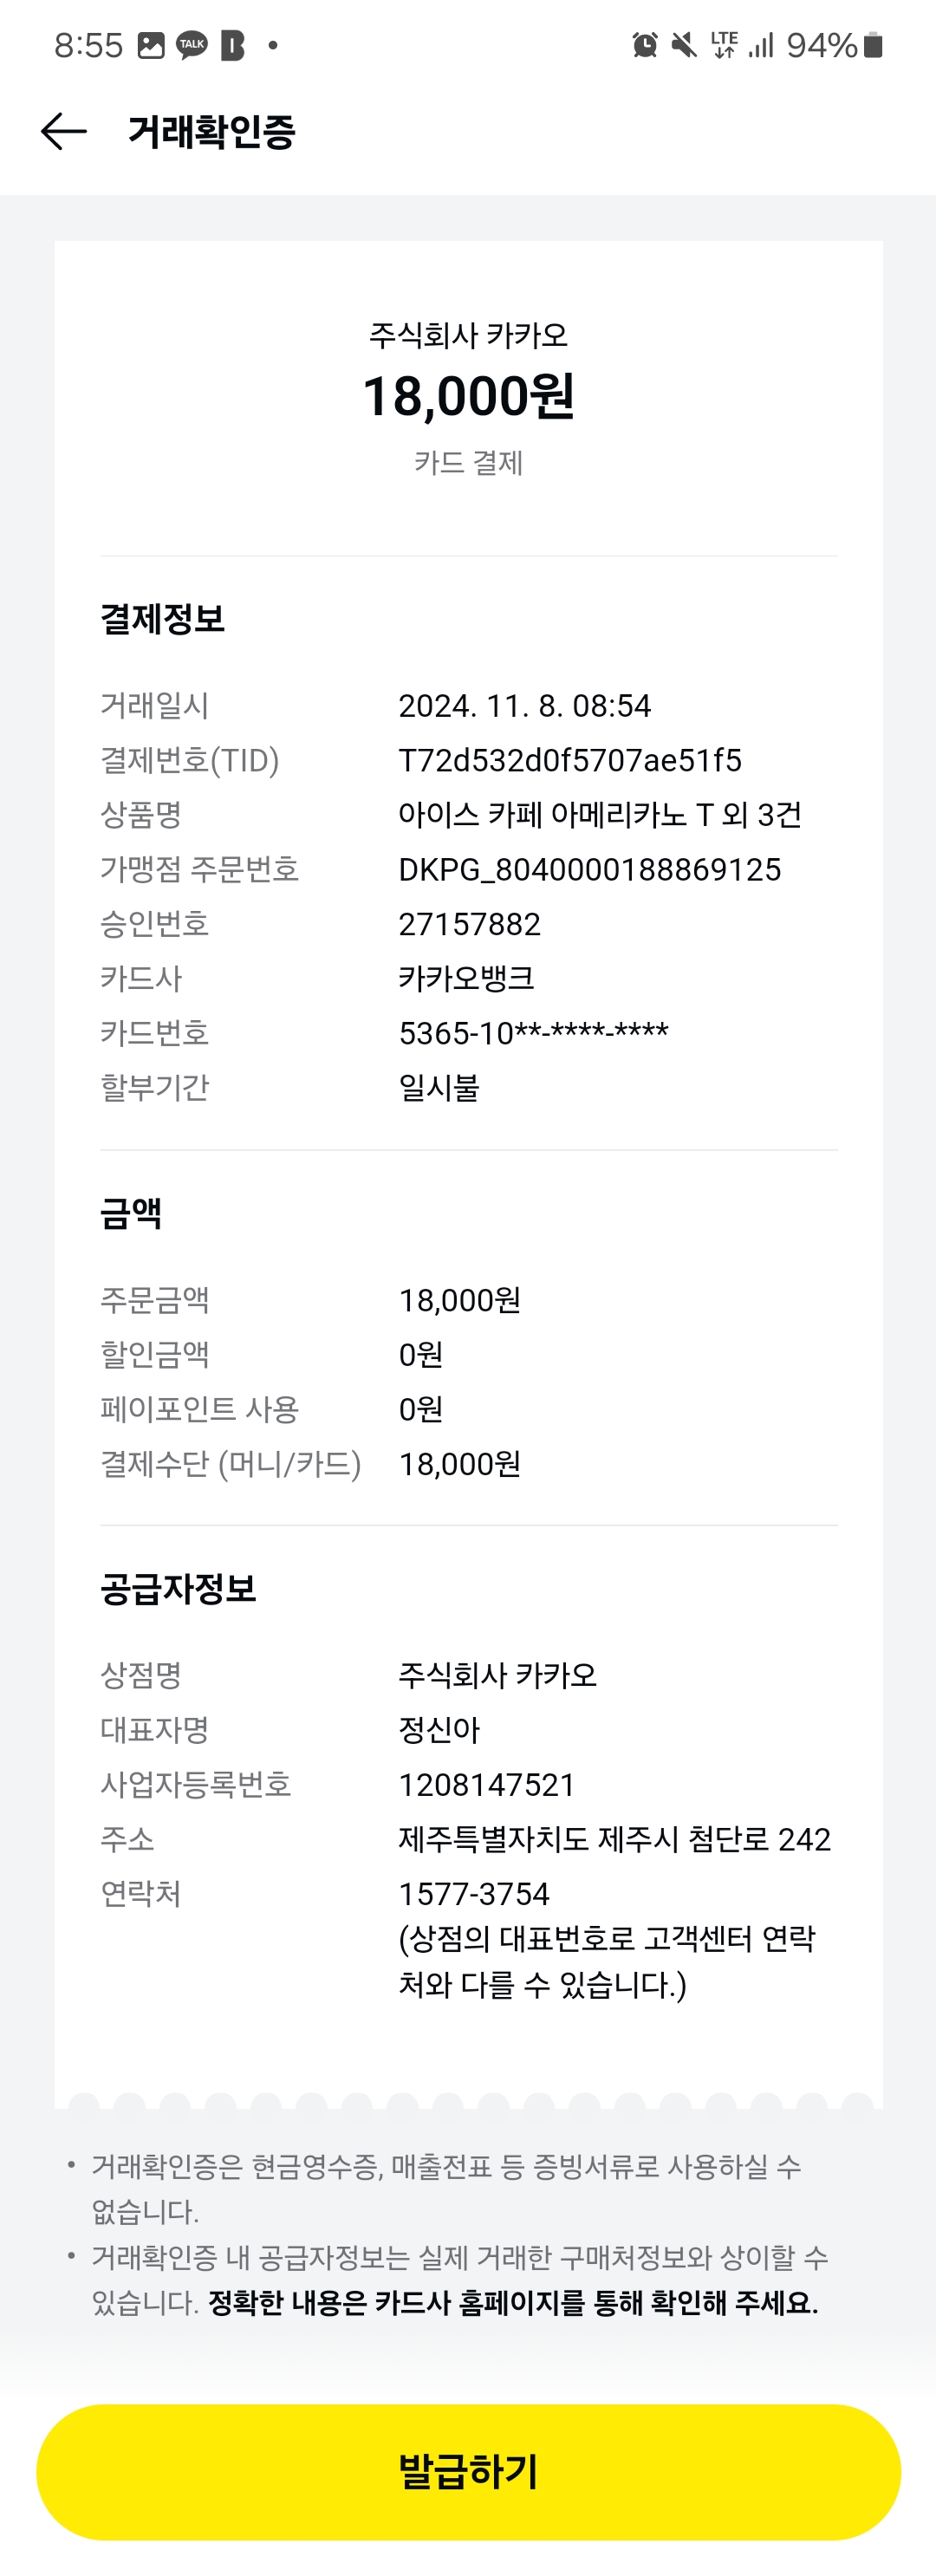 8:55 TALK LTE 94%
거래확인증
주식회사 카카오
18,000원
카드 결제
결제정보
거래일시 2024. 11. 8. 08:54
결제번호(TID) T72d532d0f5707ae51f5
상품명 아이스 카페 아메리카노 T 외 3건
가맹점 주문번호 DKPG_8040000188869125
승인번호 27157882
카드사 카카오뱅크
카드번호 5365-10**-****-****
할부기간 일시불
금액
주문금액 18,000원
할인금액 0원
페이포인트 사용 0원
결제수단 (머니/카드) 18,000원
공급자정보
상점명 주식회사 카카오
대표자명 정신아
사업자등록번호 1208147521
주소 제주특별자치도 제주시 첨단로 242
연락처 1577-3754
(상점의 대표번호로 고객센터 연락
처와 다를 수 있습니다.)
• 거래확인증은 현금영수증, 매출전표 등 증빙서류로 사용하실 수
없습니다.
• 거래확인증 내 공급자정보는 실제 거래한 구매처정보와 상이할 수
있습니다. 정확한 내용은 카드사 홈페이지를 통해 확인해 주세요.
발급하기